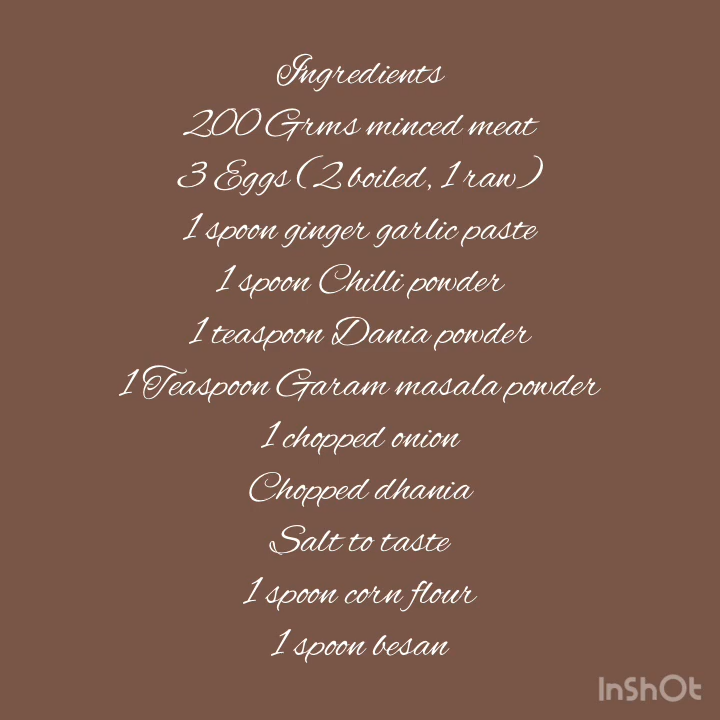 Ingredients
200 Grms minced meat
3 Eggs (2 boiled, 1 raw)
1 spoon ginger garlic paste
1 spoon Chilli powder
1 teaspoon Dania powder
1 Teaspoon Garam masala powder
1 chopped onion
Chopped dhania
Salt to taste
1 spoon corn flour
1 spoon besan
InShOt